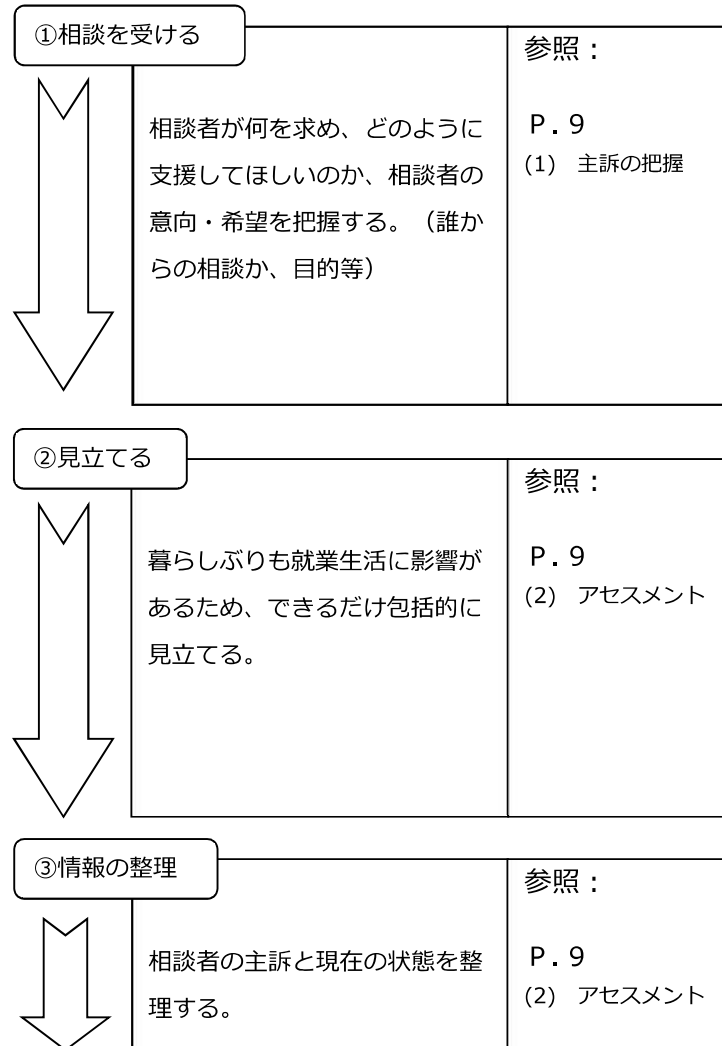 ①相談を受ける
相談者が何を求め、どのように
支援してほしいのか、相談者の
意向・希望を把握する。（誰か
らの相談か、目的等）
参照：
Ｐ．９
(1)　主訴の把握
②見立てる
暮らしぶりも就業生活に影響が
あるため、できるだけ包括的に
見立てる。
参照：
Ｐ．９
(2)　アセスメント
③情報の整理
相談者の主訴と現在の状態を整
理する。
参照：
Ｐ．９
(2)　アセスメント